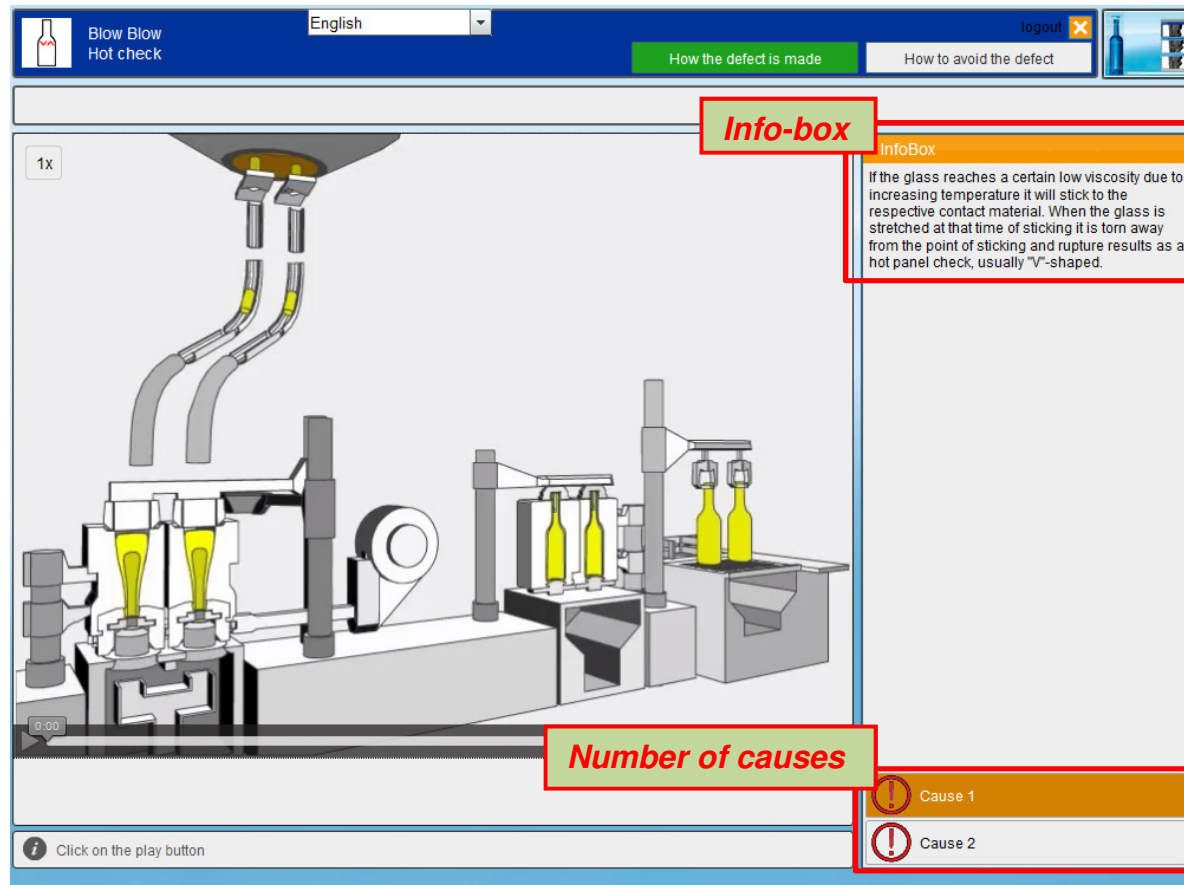 Blow Blow
Hot check
English
logout
How the defect is made
How to avoid the defect
Info-box
1x
InfoBox
If the glass reaches a certain low viscosity due to
increasing temperature it will stick to the
respective contact material. When the glass is
stretched at that time of sticking it is torn away
from the point of sticking and rupture results as a
hot panel check, usually "V"-shaped.
0:00
Number of causes
Cause 1
Cause 2
Click on the play button